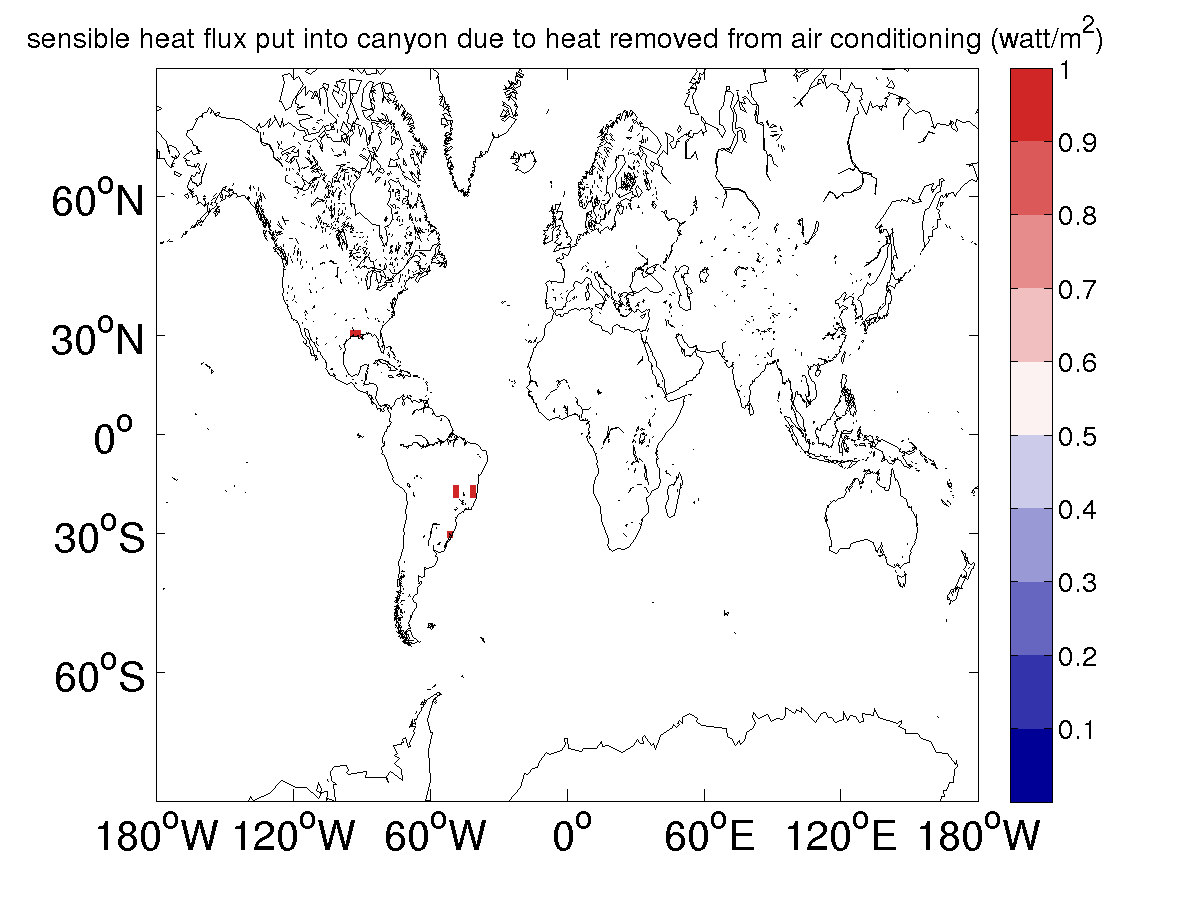 sensible heat flux put into canyon due to heat removed from air conditioning (watt/m²)
1
0.9
0.8
0.7
0.6
0.5
0.4
0.3
0.2
0.1
60°N
30°N
0°
30°S
60°S
180°W 120°W 60°W 0° 60°E 120°E 180°W